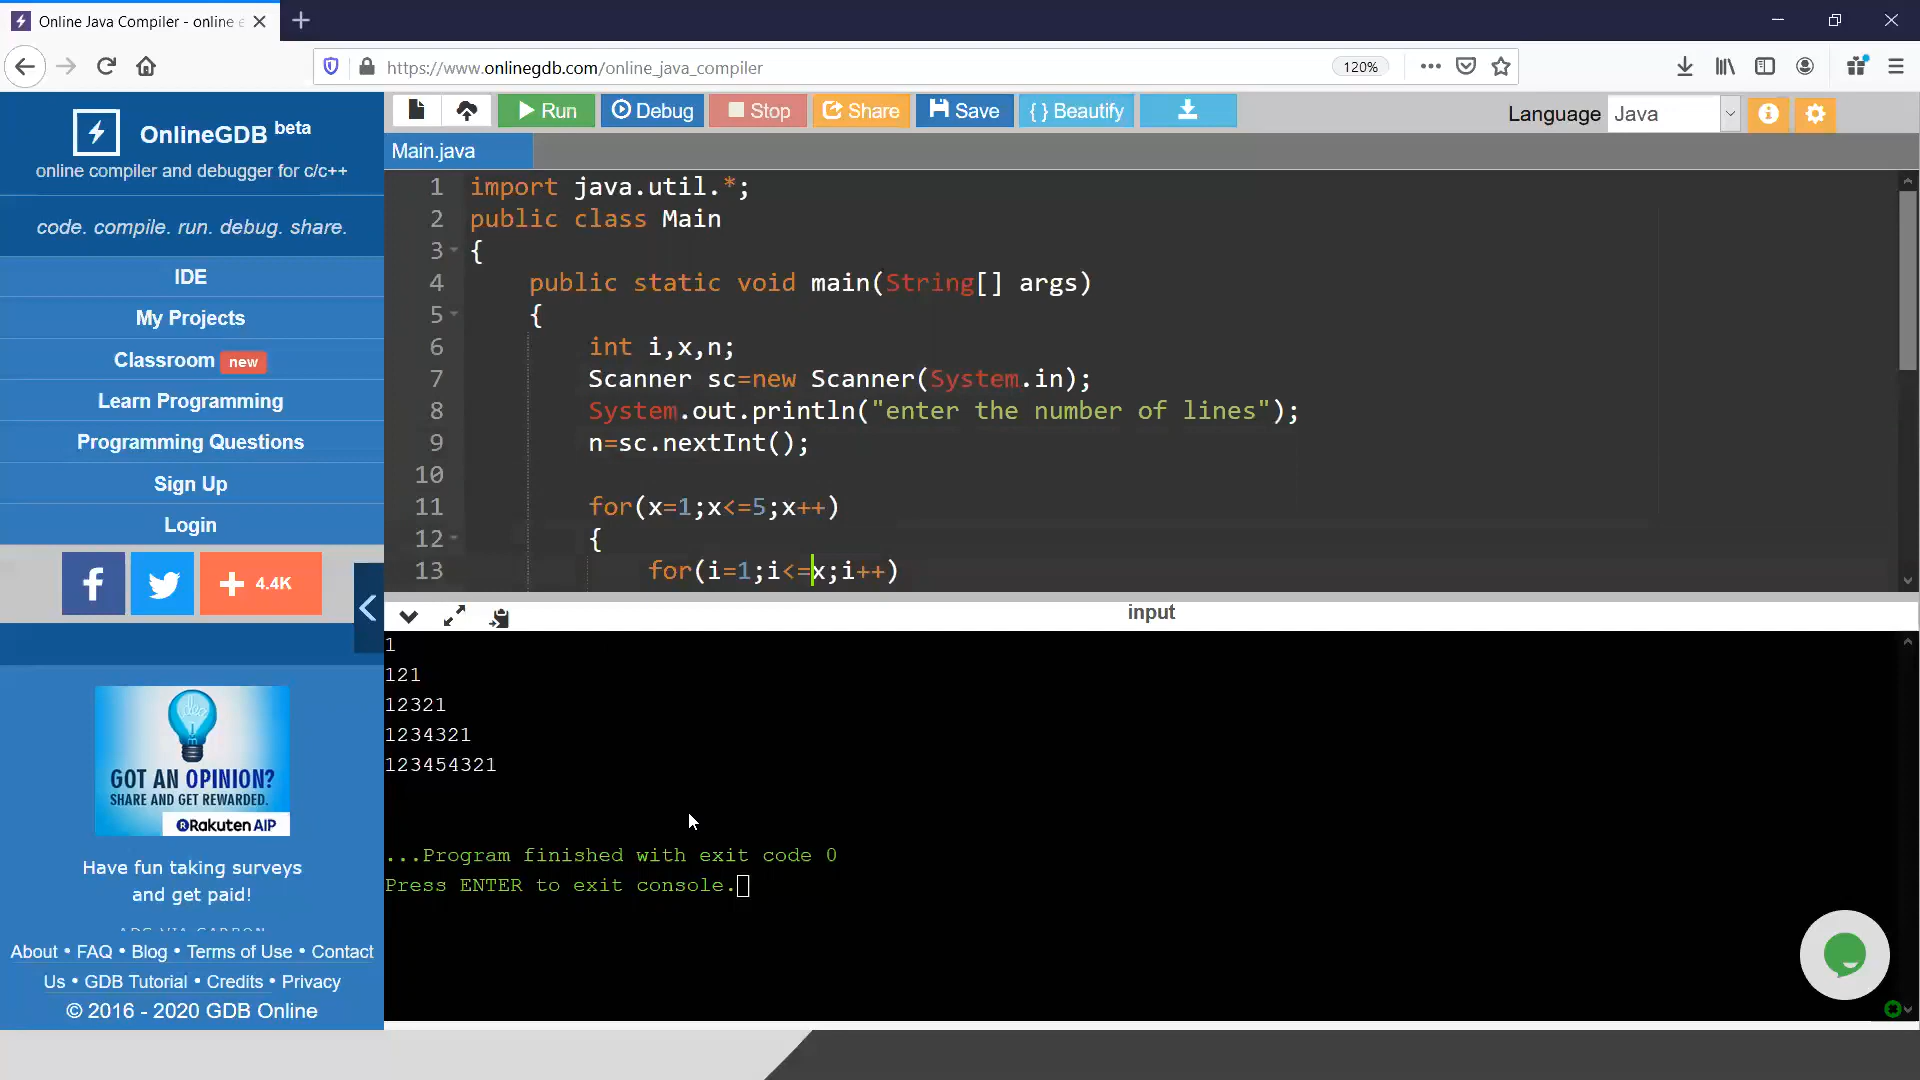 Online Java Compiler - online e
https://www.onlinegdb.com/online_java_compiler
120%
OnlineGDB beta
online compiler and debugger for c/c++
code. compile. run. debug. share.
IDE
My Projects
Classroom new
Learn Programming
Programming Questions
Sign Up
Login
4.4K
GOT AN OPINION?
SHARE AND GET REWARDED.
Rakuten AIP
Have fun taking surveys
and get paid!
ADS VIA CARBON
About • FAQ • Blog • Terms of Use • Contact
Us • GDB Tutorial • Credits • Privacy
© 2016 - 2020 GDB Online
Run
Debug
Stop
Share
Save
{ } Beautify
Language Java
Main.java
1 import java.util.*;
2 public class Main
3 {
4 public static void main(String[] args)
5 {
6 int i,x,n;
7 Scanner sc=new Scanner(System.in);
8 System.out.println("enter the number of lines");
9 n=sc.nextInt();
10
11 for(x=1;x<=5;x++)
12 {
13 for(i=1;i<=x;i++)
input
1
121
12321
1234321
123454321
...Program finished with exit code 0
Press ENTER to exit console.